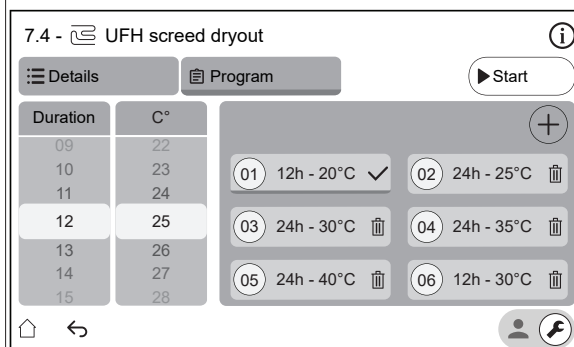 7.4 - UFH screed dryout
Details
Program
Start
Duration
C°
09
22
10
23
11
24
12
25
13
26
14
27
15
28
01 12h - 20°C
02 24h - 25°C
03 24h - 30°C
04 24h - 35°C
05 24h - 40°C
06 12h - 30°C